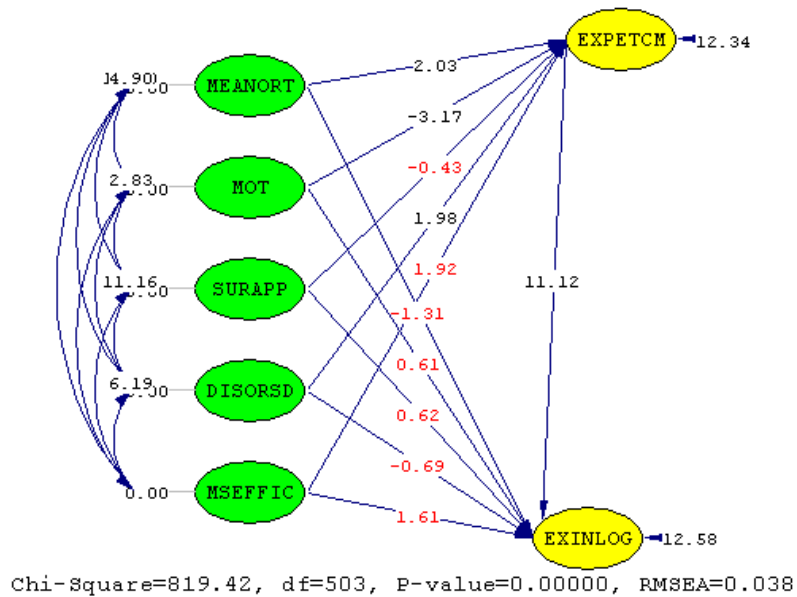 EXPETCM
12.34
MEANORT
2.03
-3.17
2.83
MOT
-0.43
1.98
11.16
SURAPP
1.92
11.12
-1.31
0.61
6.19
DISORSD
0.62
-0.69
0.00
MSEFFIC
1.61
EXINLOG
12.58
Chi-Square=819.42, df=503, P-value=0.00000, RMSEA=0.038